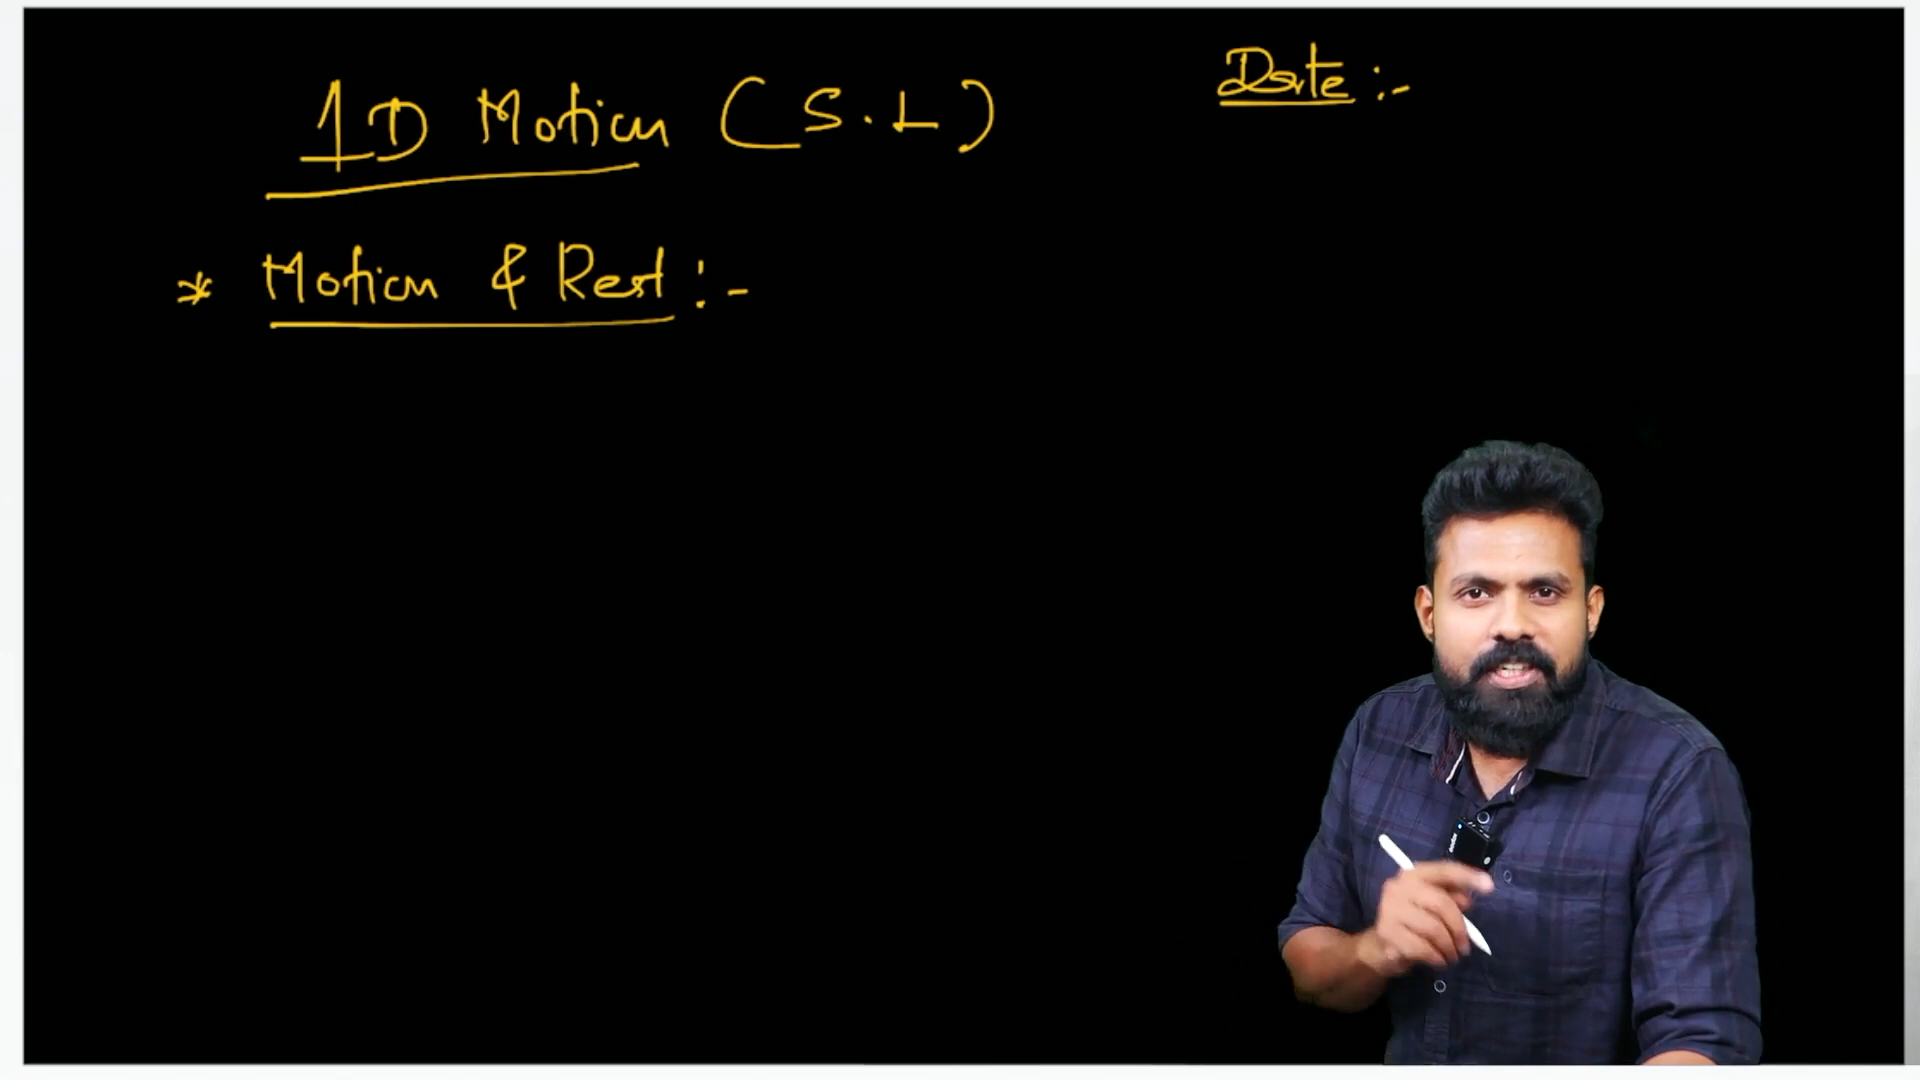 1D Motion (S.L)
Date :-
* Motion & Rest :-